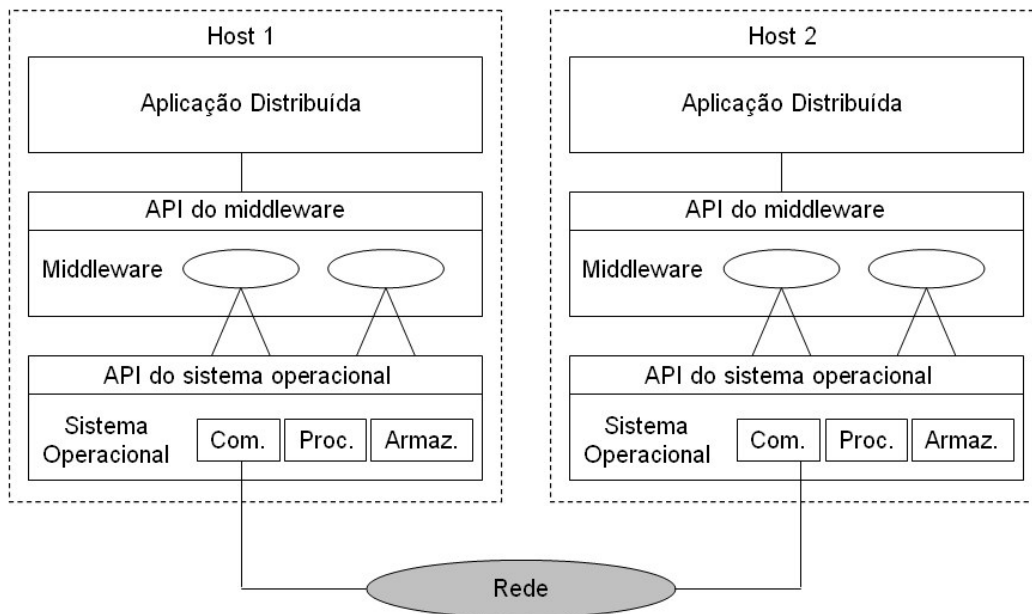 Host 1
Aplicação Distribuída
API do middleware
Middleware
API do sistema operacional
Sistema
Operacional
Com.
Proc.
Armaz.
Host 2
Aplicação Distribuída
API do middleware
Middleware
API do sistema operacional
Sistema
Operacional
Com.
Proc.
Armaz.
Rede